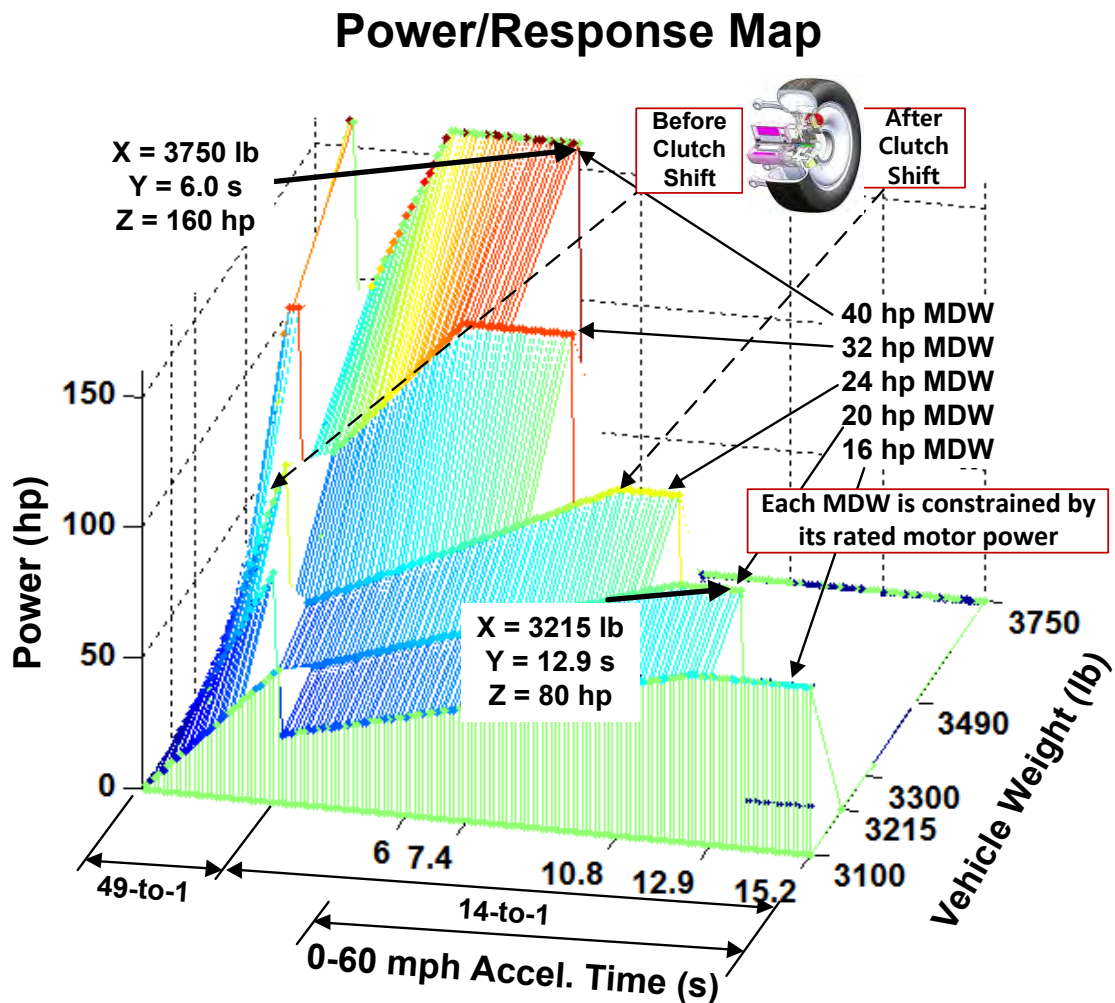 Power/Response Map
Before
Clutch
Shift
After
Clutch
Shift
X = 3750 lb
Y = 6.0 s
Z = 160 hp
40 hp MDW
32 hp MDW
24 hp MDW
20 hp MDW
16 hp MDW
Each MDW is constrained by
its rated motor power
X = 3215 lb
Y = 12.9 s
Z = 80 hp
Power (hp)
150
100
50
0
6
7.4
10.8
12.9
15.2
3750
3490
3300
3215
3100
Vehicle Weight (lb)
49-to-1
14-to-1
0-60 mph Accel. Time (s)